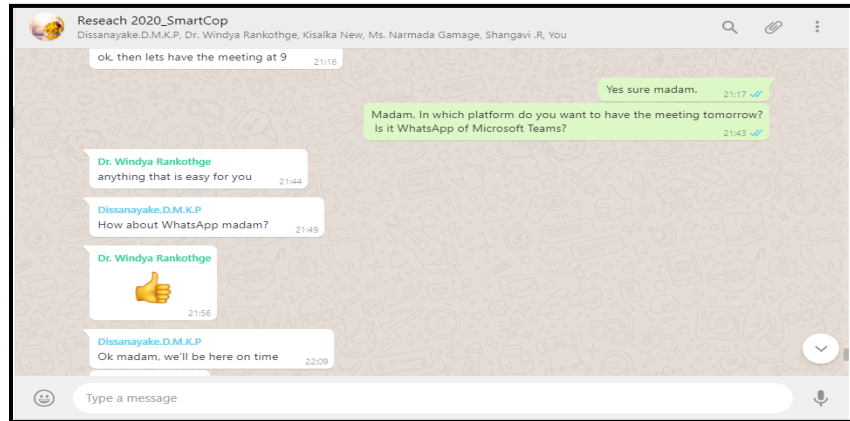 Reseach 2020_SmartCop
Dissanayake.D.M.K.P, Dr. Windya Rankothge, Kisalka New, Ms. Narmada Gamage, Shangavi .R, You
ok, then lets have the meeting at 9 21:16
Yes sure madam. 21:17
Madam, In which platform do you want to have the meeting tomorrow?
Is it WhatsApp of Microsoft Teams?
21:43
Dr. Windya Rankothge
anything that is easy for you 21:44
Dissanayake.D.M.K.P
How about WhatsApp madam? 21:49
Dr. Windya Rankothge
21:56
Dissanayake.D.M.K.P
Ok madam, we'll be here on time 22:09
Type a message